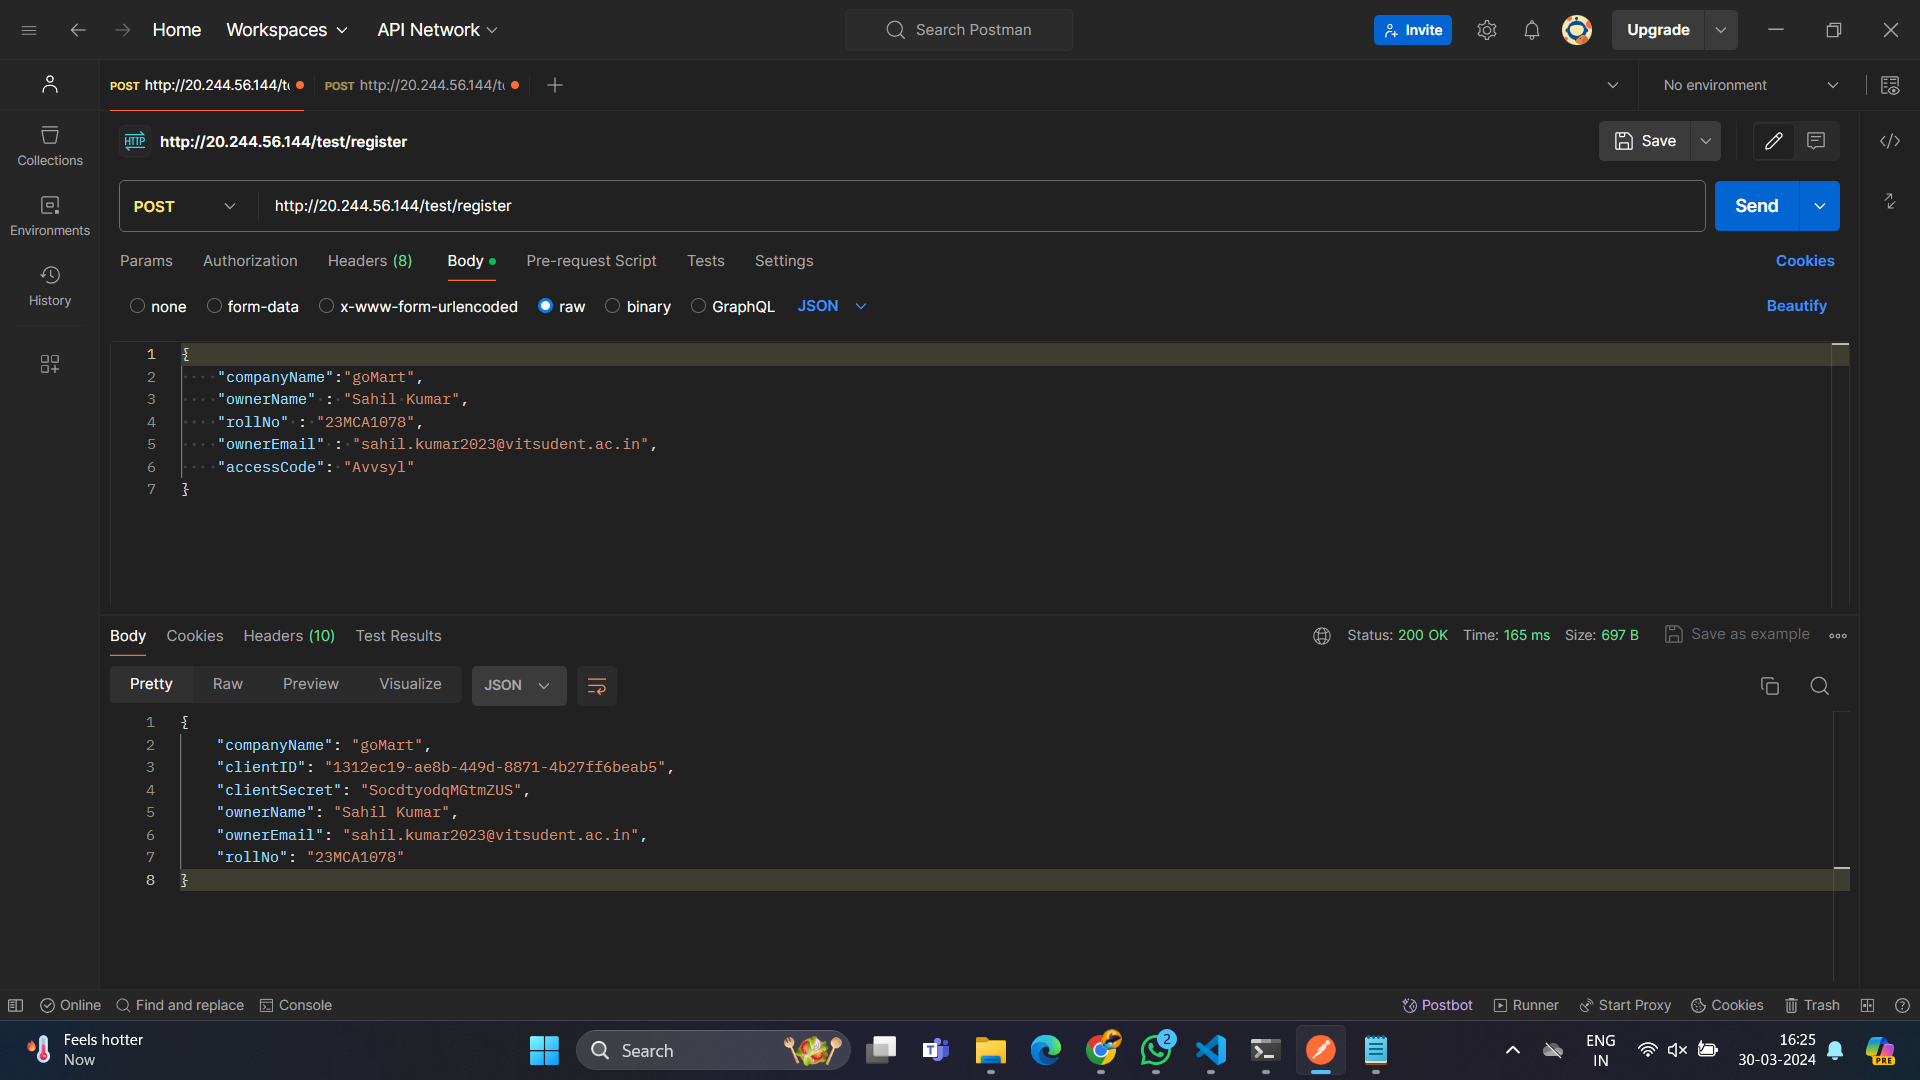 Home Workspaces API Network Search Postman Invite Upgrade
POST http://20.244.56.144/t POST http://20.244.56.144/t No environment
HTTP http://20.244.56.144/test/register Save
Collections
POST http://20.244.56.144/test/register Send
Environments
Params Authorization Headers (8) Body Pre-request Script Tests Settings Cookies
History
none form-data x-www-form-urlencoded raw binary GraphQL JSON Beautify
1 {
2 "companyName":"goMart",
3 "ownerName" : "Sahil Kumar",
4 "rollNo" : "23MCA1078",
5 "ownerEmail" : "sahil.kumar2023@vitsudent.ac.in",
6 "accessCode": "Avvsyl"
7 }
Body Cookies Headers (10) Test Results Status: 200 OK Time: 165 ms Size: 697 B Save as example
Pretty Raw Preview Visualize JSON
1 {
2 "companyName": "goMart",
3 "clientID": "1312ec19-ae8b-449d-8871-4b27ff6beab5",
4 "clientSecret": "SocdtyodqMGtmZUS",
5 "ownerName": "Sahil Kumar",
6 "ownerEmail": "sahil.kumar2023@vitsudent.ac.in",
7 "rollNo": "23MCA1078"
8 }
Online Find and replace Console Postbot Runner Start Proxy Cookies Trash
Feels hotter
Now
Search
2
ENG
IN
16:25
30-03-2024
PRE